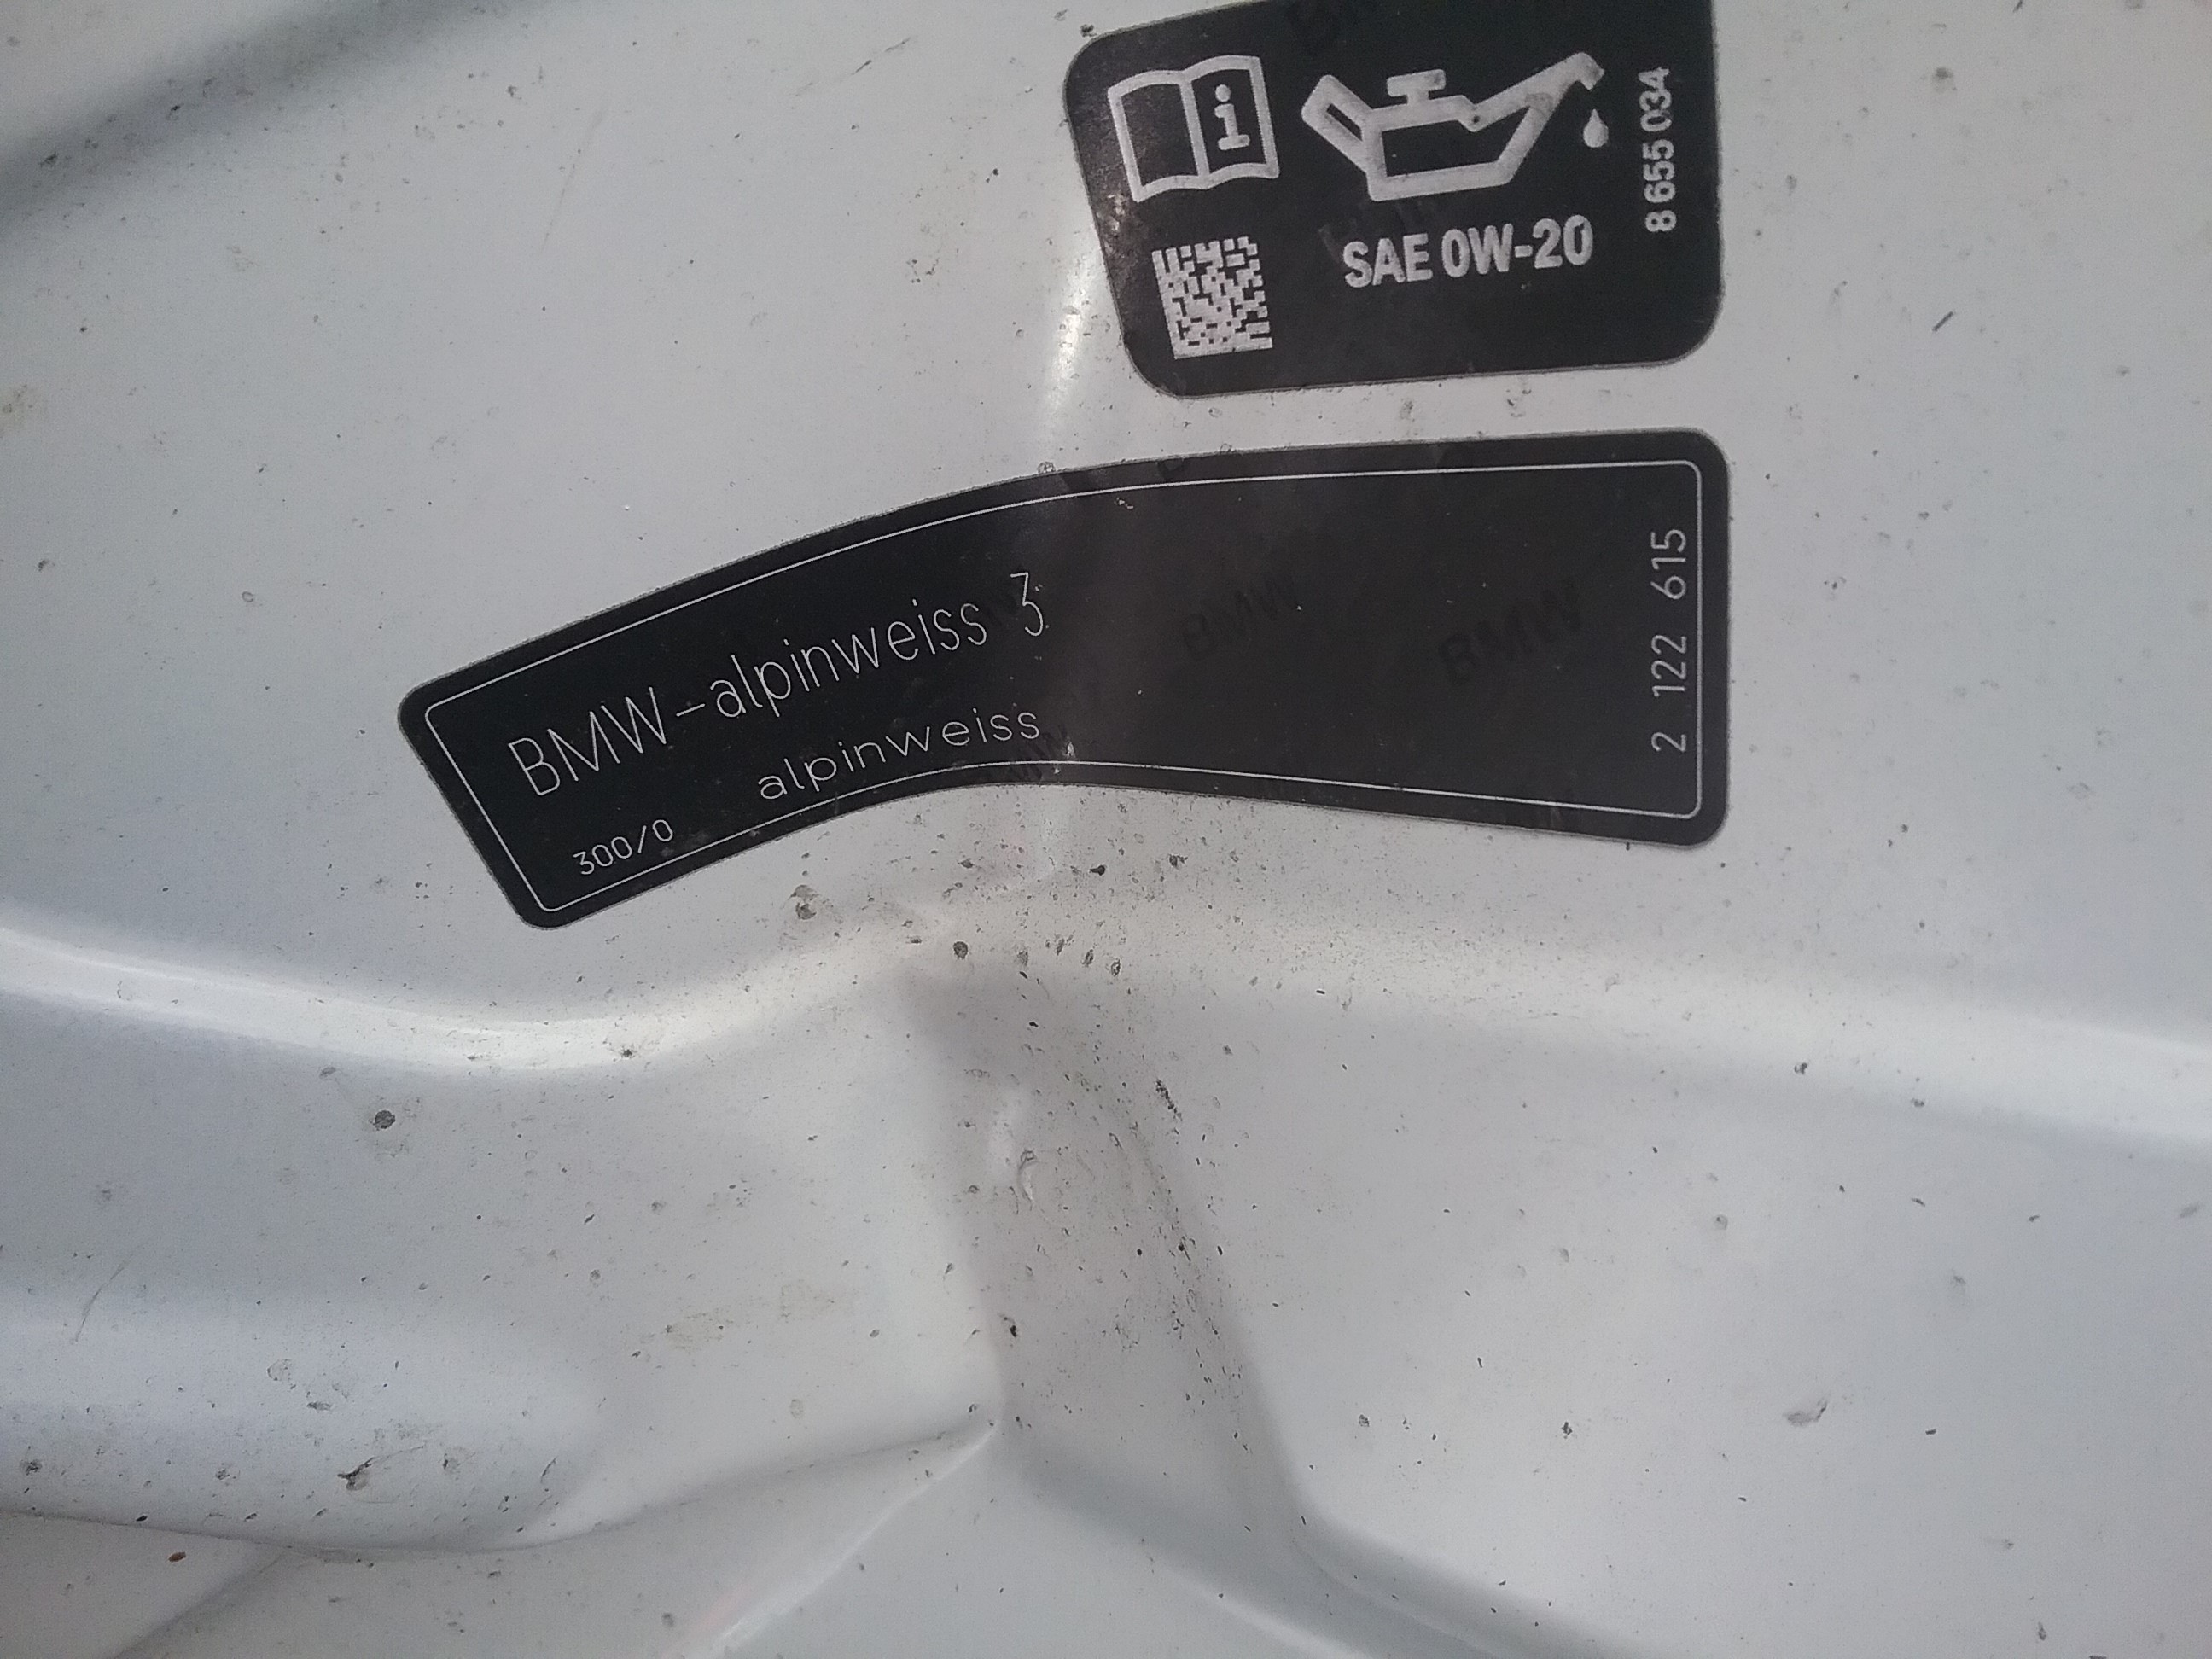 i
SAE 0W-20
8 655 034
BMW-alpinweiss 3
alpinweiss
300/0
2 122 615
BMW
BMW